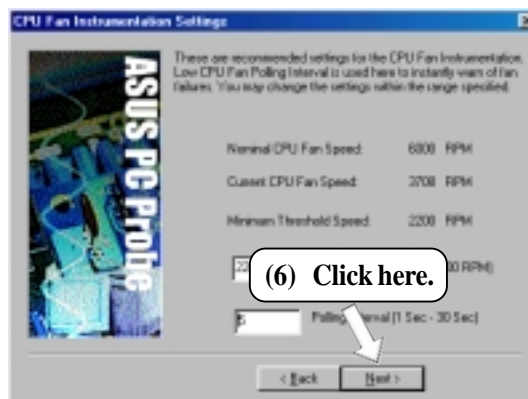 CPU Fan Instrumentation Settings
ASUS PC Probe
These are recommended settings for the CPU Fan Instrumentation.
Low CPU Fan Polling Interval is used here to instantly warn of fan
failures. You may change the settings within the range specified.
Nominal CPU Fan Speed: 6000 RPM
Current CPU Fan Speed: 3708 RPM
Minimum Threshold Speed: 2200 RPM
RPM)
(6) Click here.
5 Polling (1 Sec - 30 Sec)
< Back Next >